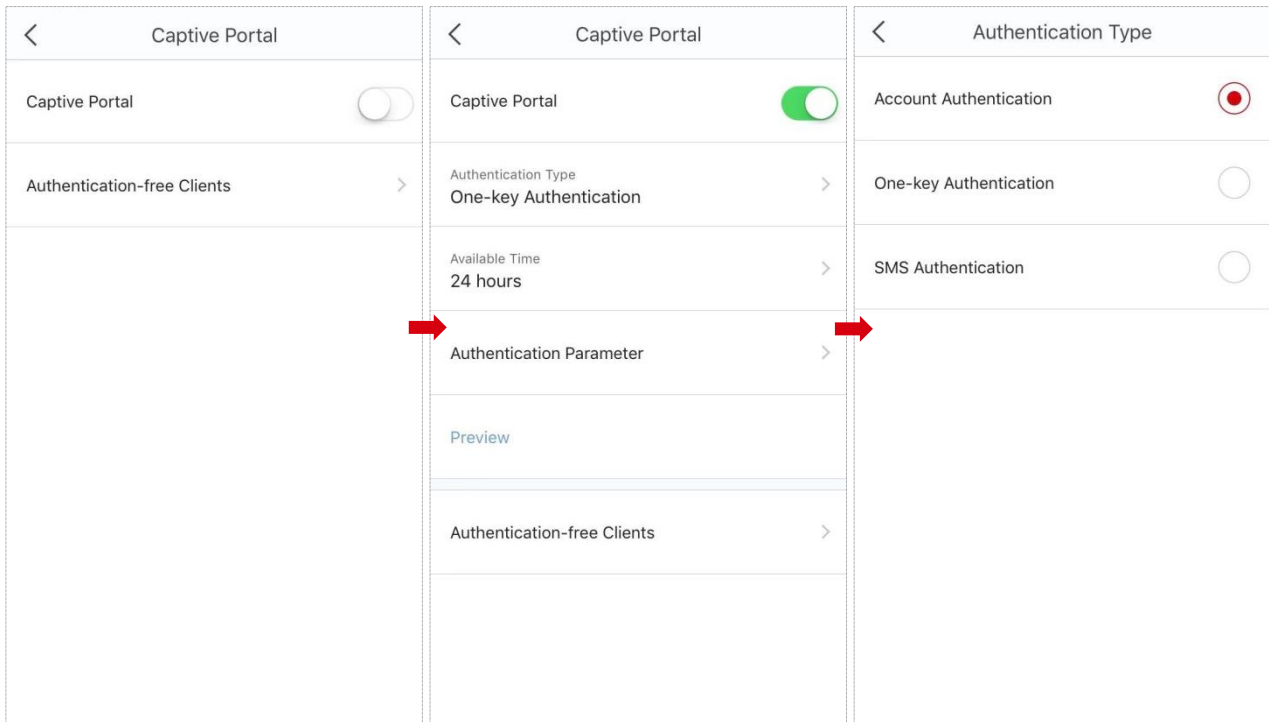 Captive Portal
Captive Portal
Authentication-free Clients
Captive Portal
Captive Portal
Authentication Type
One-key Authentication
Available Time
24 hours
Authentication Parameter
Preview
Authentication-free Clients
Authentication Type
Account Authentication
One-key Authentication
SMS Authentication